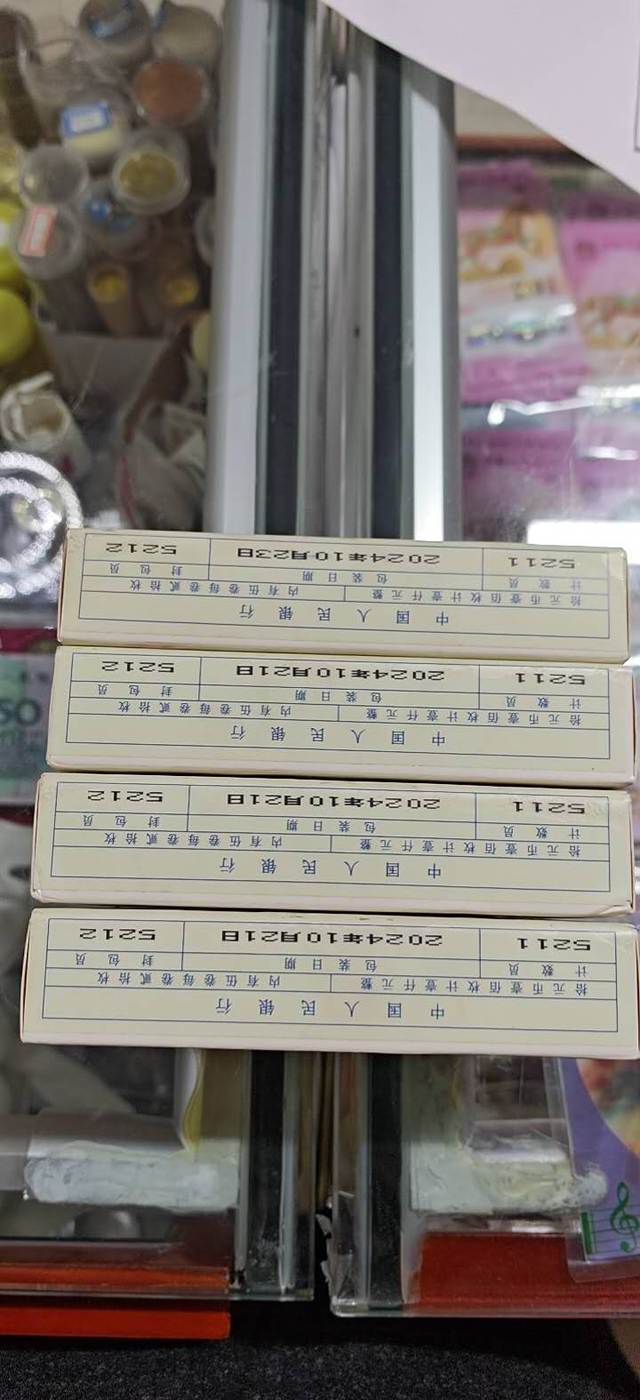 中国人民银行
拾元币壹佰枚计壹仟元整 内有伍卷每卷贰拾枚
计数员 包装日期 封包员
5211 2024年10月21日 5212
中国人民银行
拾元币壹佰枚计壹仟元整 内有伍卷每卷贰拾枚
计数员 包装日期 封包员
5211 2024年10月21日 5212
中国人民银行
拾元币壹佰枚计壹仟元整 内有伍卷每卷贰拾枚
计数员 包装日期 封包员
5211 2024年10月21日 5212
中国人民银行
拾元币壹佰枚计壹仟元整 内有伍卷每卷贰拾枚
计数员 包装日期 封包员
5211 2024年10月23日 5212